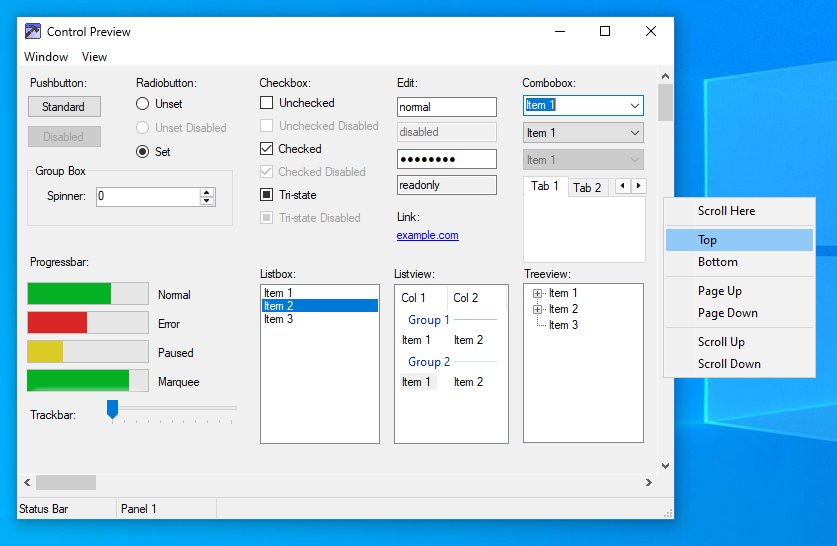 Control Preview
Window View
Pushbutton:
Standard
Disabled
Radiobutton:
Unset
Unset Disabled
Set
Checkbox:
Unchecked
Unchecked Disabled
Checked
Checked Disabled
Tri-state
Tri-state Disabled
Edit:
normal
disabled
readonly
Link:
example.com
Combobox:
Item 1
Item 1
Item 1
Tab 1 Tab 2
Group Box
Spinner: 0
Progressbar:
Normal
Error
Paused
Marquee
Trackbar:
Listbox:
Item 1
Item 2
Item 3
Listview:
Col 1 Col 2
Group 1
Item 1 Item 2
Group 2
Item 1 Item 2
Treeview:
Item 1
Item 2
Item 3
Scroll Here
Top
Bottom
Page Up
Page Down
Scroll Up
Scroll Down
Status Bar Panel 1